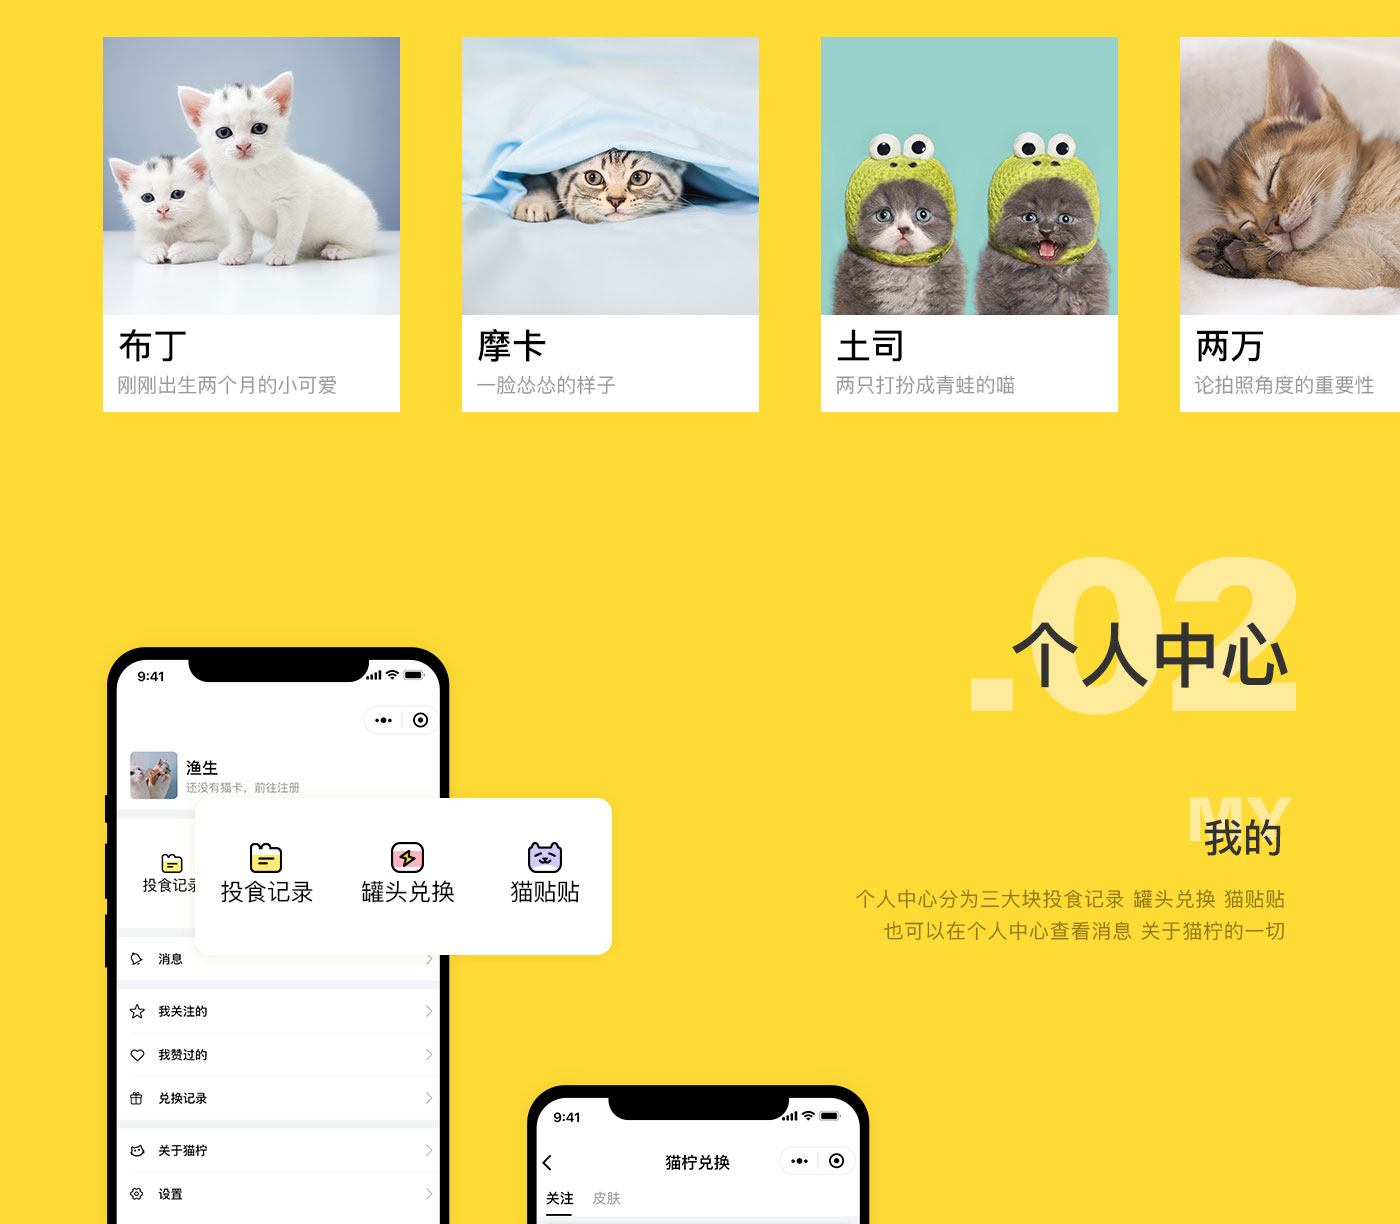 布丁
刚刚出生两个月的小可爱
摩卡
一脸怂怂的样子
土司
两只打扮成青蛙的喵
两万
论拍照角度的重要性
.02
个人中心
MY
我的
个人中心分为三大块投食记录 罐头兑换 猫贴贴
也可以在个人中心查看消息 关于猫柠的一切
9:41
渔生
还没有猫卡，前往注册
投食记录
投食记录
罐头兑换
猫贴贴
消息
我关注的
我赞过的
兑换记录
关于猫柠
设置
9:41
猫柠兑换
关注 皮肤